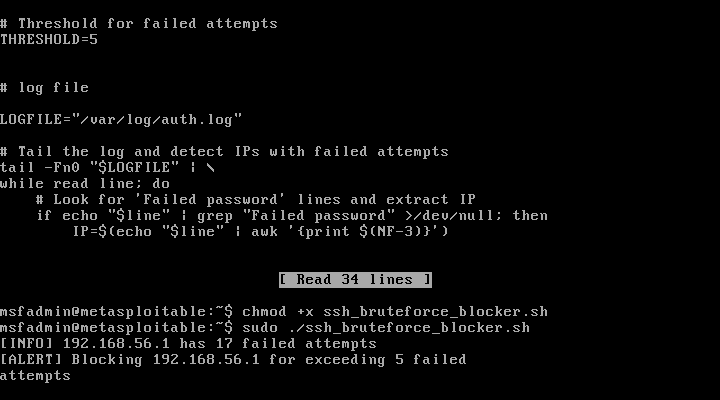 # Threshold for failed attempts
THRESHOLD=5
# log file
LOGFILE="/var/log/auth.log"
# Tail the log and detect IPs with failed attempts
tail -Fn0 "$LOGFILE" | \
while read line; do
    # Look for 'Failed password' lines and extract IP
    if echo "$line" | grep "Failed password" >/dev/null; then
        IP=$(echo "$line" | awk '{print $(NF-3)}')
[ Read 34 lines ]
msfadmin@metasploitable:~$ chmod +x ssh_bruteforce_blocker.sh
msfadmin@metasploitable:~$ sudo ./ssh_bruteforce_blocker.sh
[INFO] 192.168.56.1 has 17 failed attempts
[ALERT] Blocking 192.168.56.1 for exceeding 5 failed
attempts